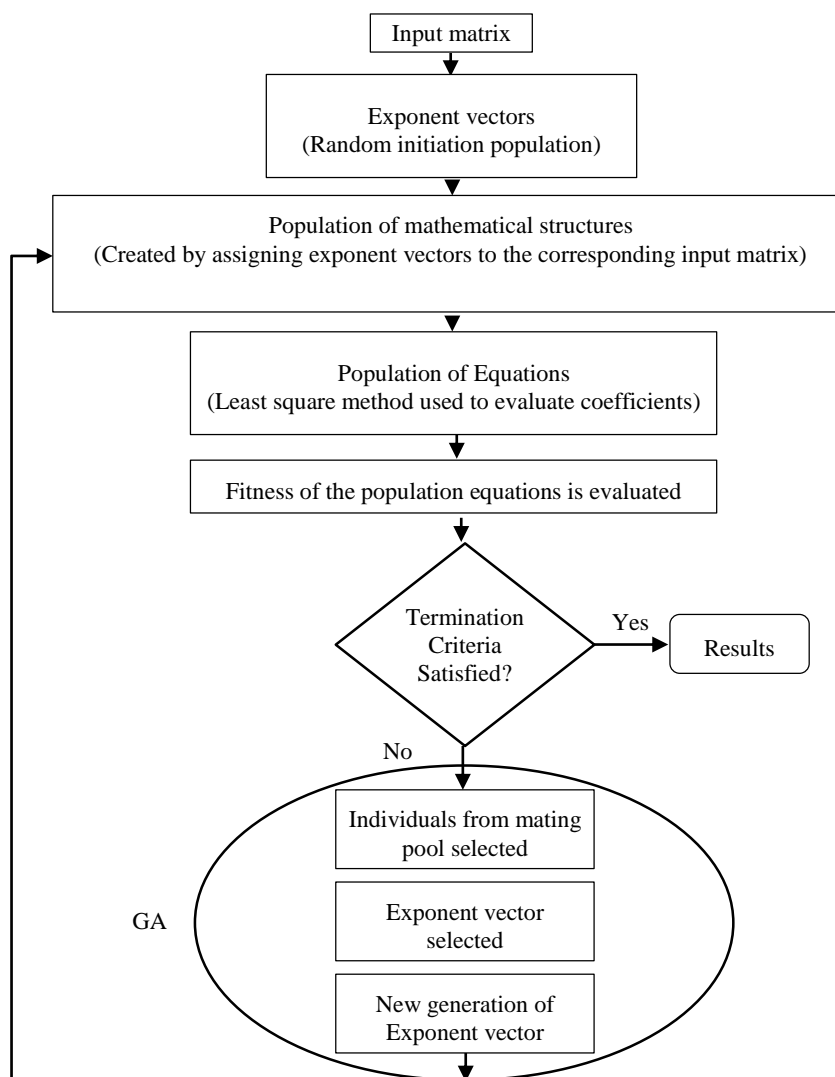 Input matrix
Exponent vectors
(Random initiation population)
Population of mathematical structures
(Created by assigning exponent vectors to the corresponding input matrix)
Population of Equations
(Least square method used to evaluate coefficients)
Fitness of the population equations is evaluated
Termination
Criteria
Satisfied?
Yes
Results
No
Individuals from mating
pool selected
GA
Exponent vector
selected
New generation of
Exponent vector